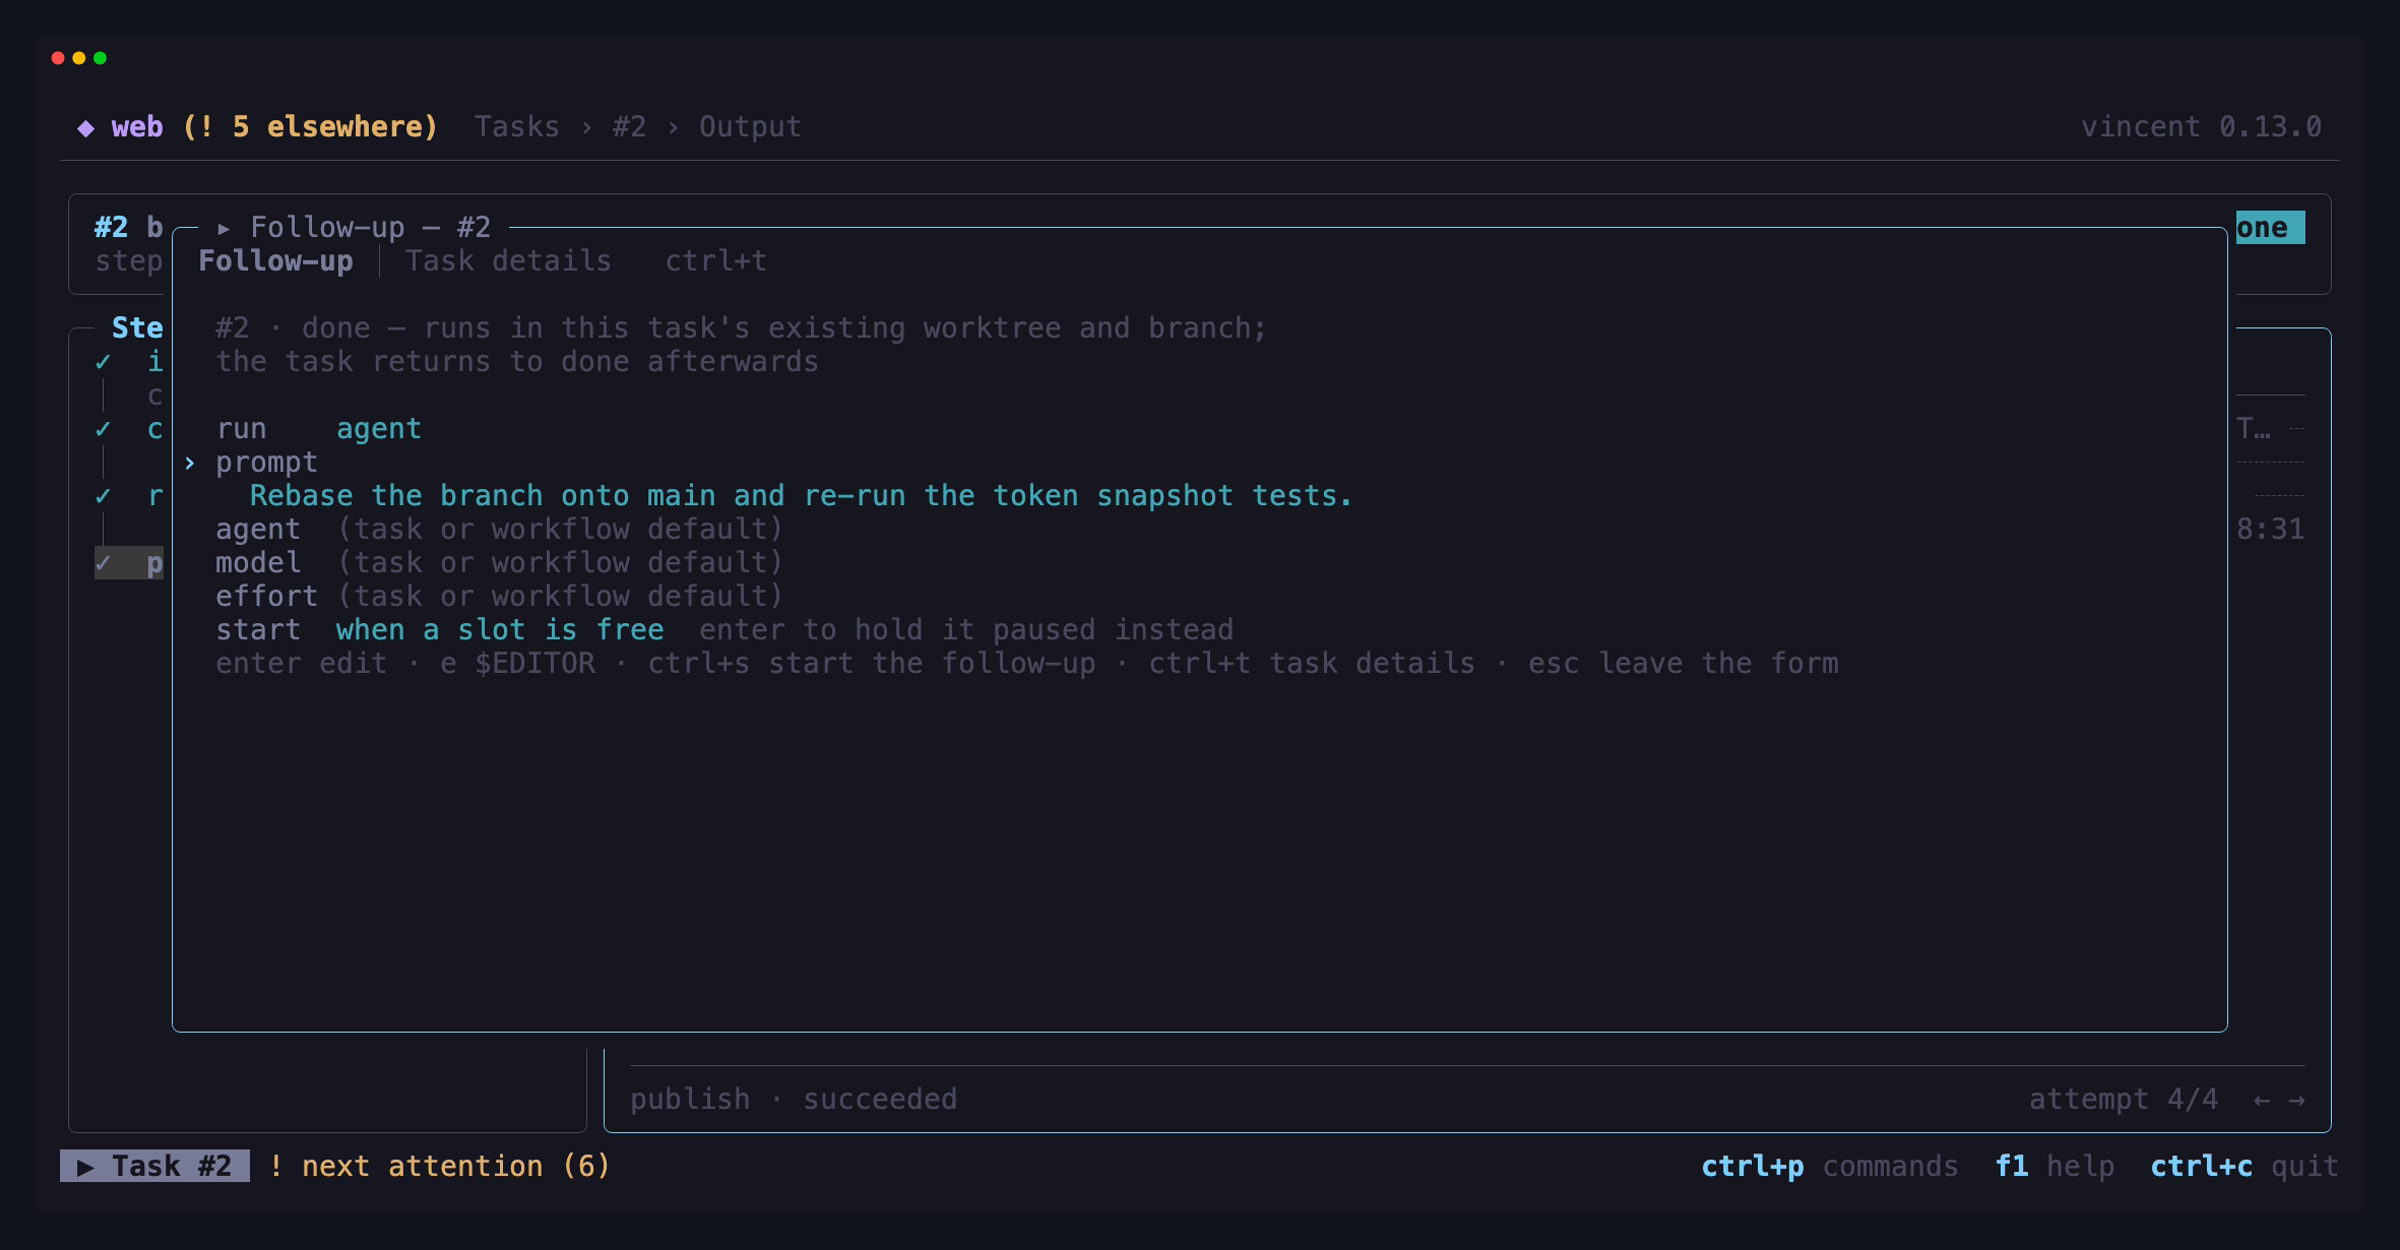 ◆ web (! 5 elsewhere)  Tasks › #2 › Output  vincent 0.13.0
#2 b ▸ Follow-up — #2 one
step Follow-up │ Task details  ctrl+t
Ste #2 · done — runs in this task's existing worktree and branch;
✓ i the task returns to done afterwards
c
✓ c run agent T…
› prompt
✓ r Rebase the branch onto main and re-run the token snapshot tests.
agent (task or workflow default) 8:31
✓ p model (task or workflow default)
effort (task or workflow default)
start when a slot is free  enter to hold it paused instead
enter edit · e $EDITOR · ctrl+s start the follow-up · ctrl+t task details · esc leave the form
publish · succeeded  attempt 4/4 ← →
▶ Task #2  ! next attention (6)  ctrl+p commands  f1 help  ctrl+c quit